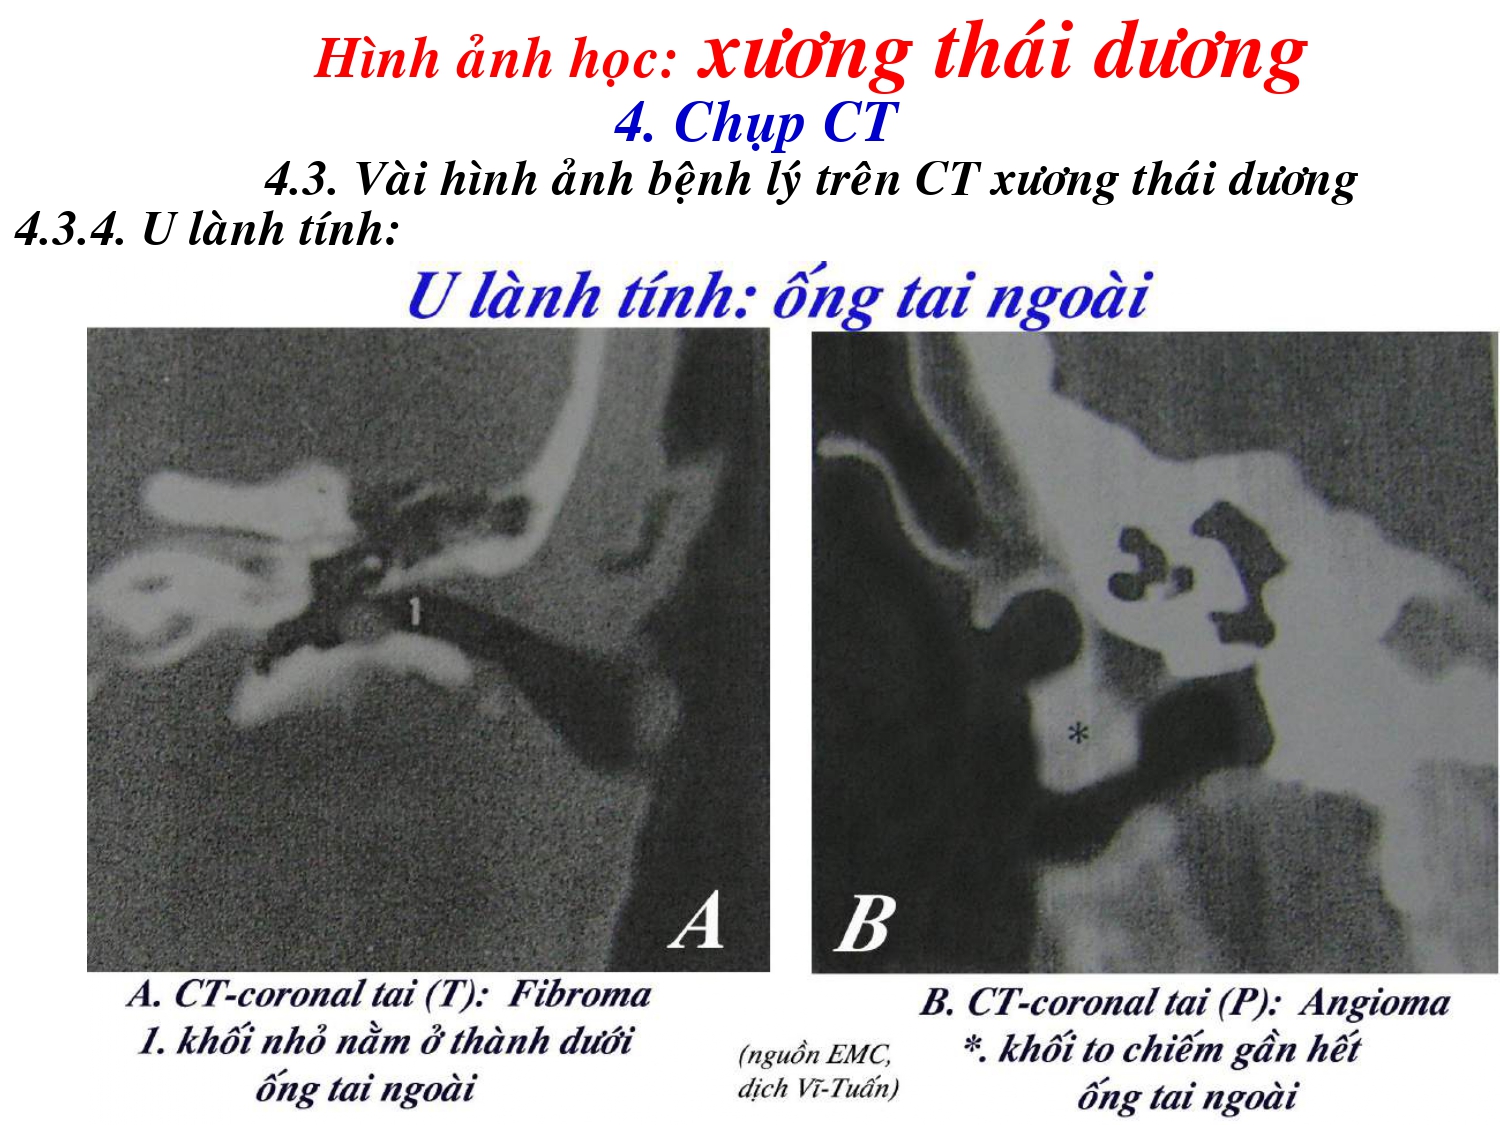 Hình ảnh học: xương thái dương
4. Chụp CT
4.3. Vài hình ảnh bệnh lý trên CT xương thái dương
4.3.4. U lành tính:
U lành tính: ống tai ngoài
1
*
A
B
A. CT-coronal tai (T): Fibroma
1. khối nhỏ nằm ở thành dưới
ống tai ngoài
(nguồn EMC,
dịch Vĩ-Tuấn)
B. CT-coronal tai (P): Angioma
*. khối to chiếm gần hết
ống tai ngoài